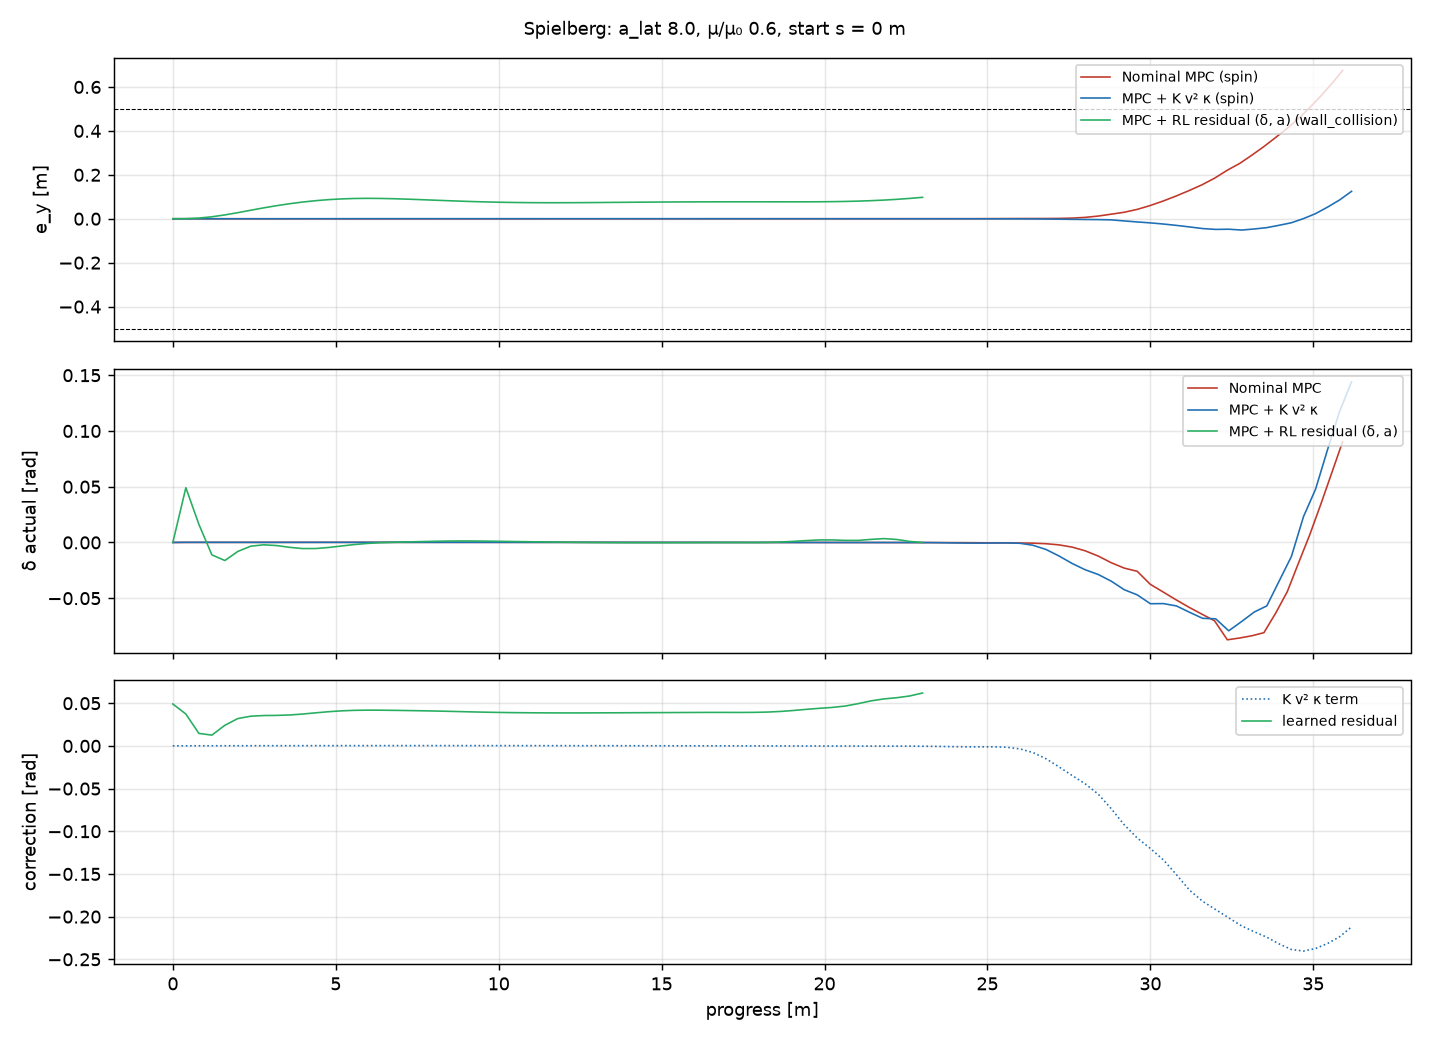 Spielberg: a_lat 8.0, μ/μ₀ 0.6, start s = 0 m
Nominal MPC (spin)
MPC + K v² κ (spin)
MPC + RL residual (δ, a) (wall_collision)
e_y [m]
0.6
0.4
0.2
0.0
−0.2
−0.4
Nominal MPC
MPC + K v² κ
MPC + RL residual (δ, a)
δ actual [rad]
0.15
0.10
0.05
0.00
−0.05
K v² κ term
learned residual
correction [rad]
0.05
0.00
−0.05
−0.10
−0.15
−0.20
−0.25
0 5 10 15 20 25 30 35
progress [m]